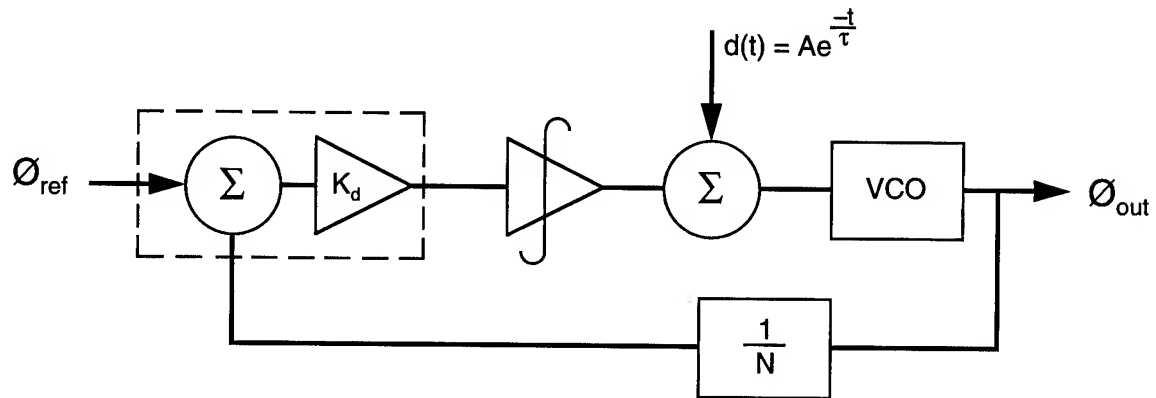 d(t) = Ae^{-t/τ}
Ø_ref
Σ
K_d
Σ
VCO
Ø_out
1/N